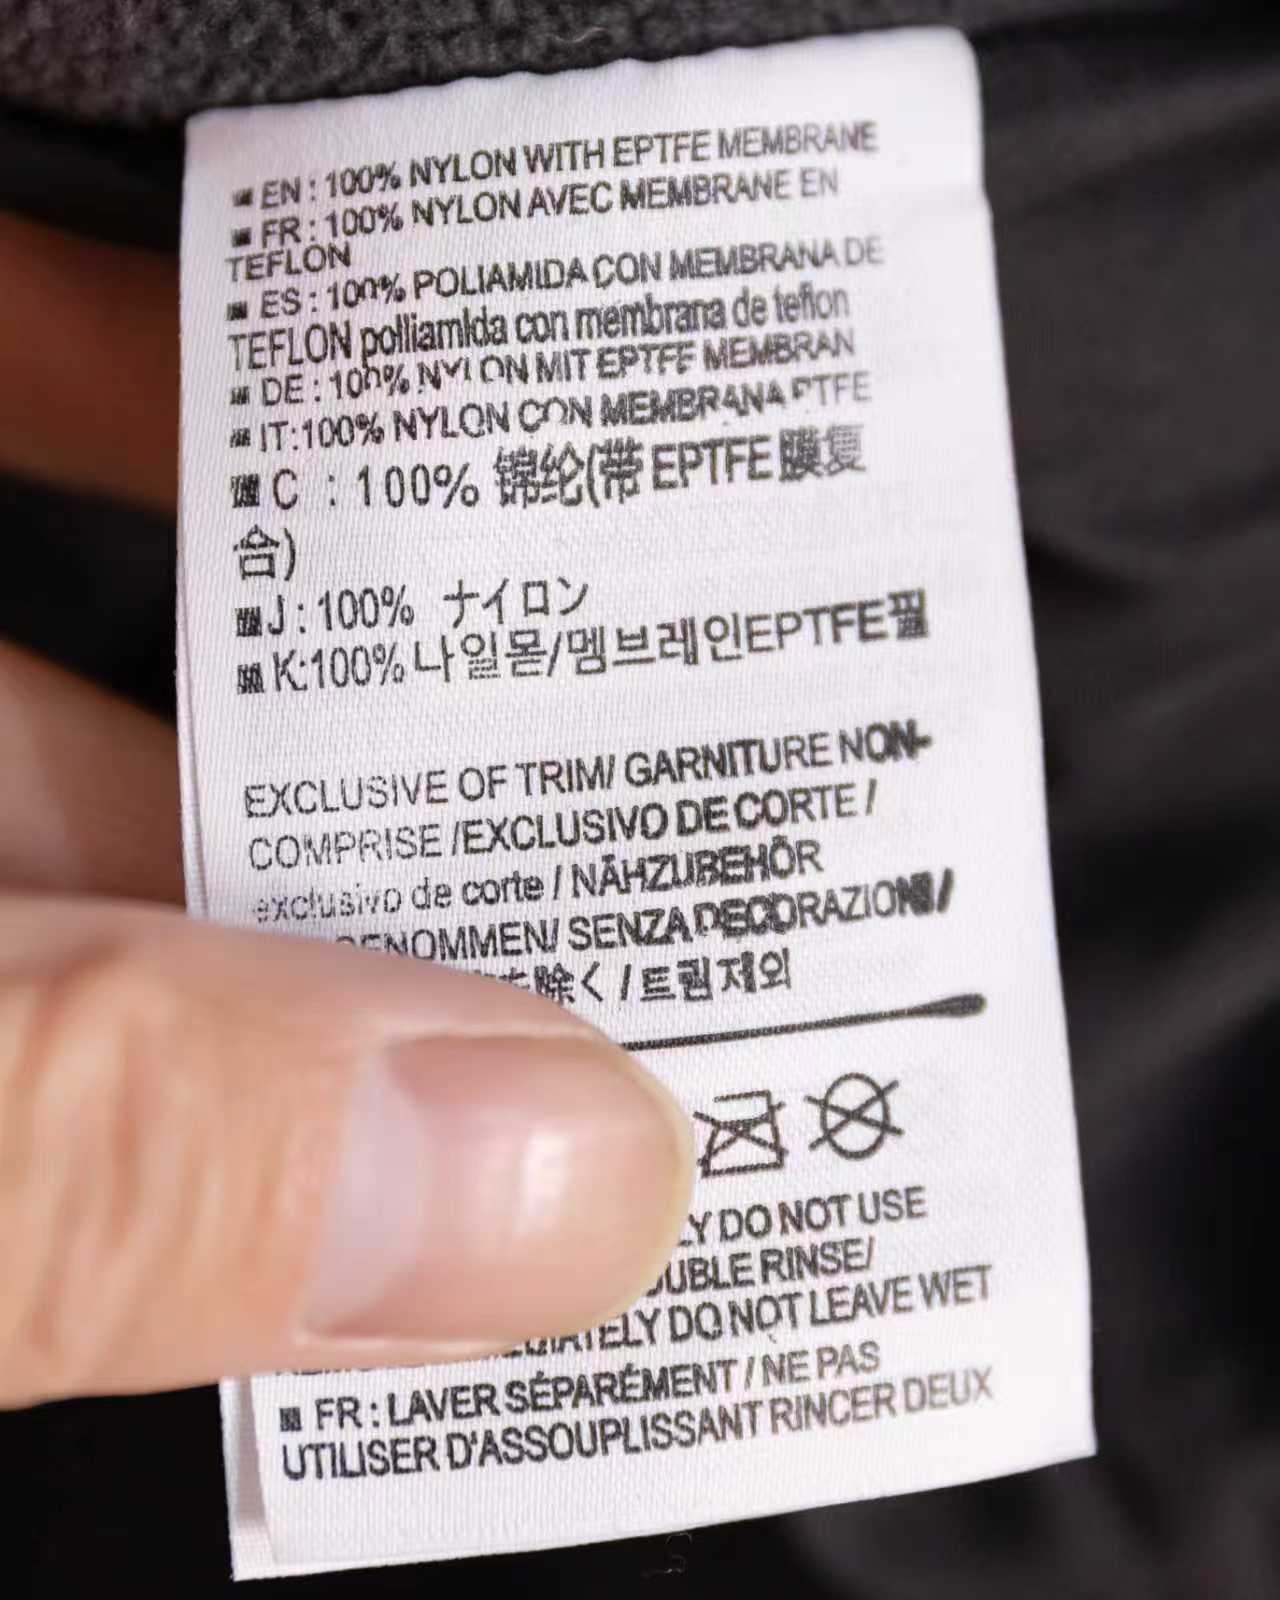 EN : 100% NYLON WITH EPTFE MEMBRANE
FR : 100% NYLON AVEC MEMBRANE EN
TEFLON
ES : 100% POLIAMIDA CON MEMBRANA DE
TEFLON polliamida con membrana de teflon
DE : 100% NYLON MIT EPTFE MEMBRAN
IT:100% NYLON CON MEMBRANA PTFE
C : 100% 锦纶(带 EPTFE 膜复
合)
J : 100% ナイロン
K:100% 나일몯/멤브레인EPTFE필
EXCLUSIVE OF TRIM/ GARNITURE NON-
COMPRISE /EXCLUSIVO DE CORTE /
exclusivo de corte / NÄHZUBEHÖR
SENZA DECORAZIONI/
除く / 트림 제외
DO NOT USE
RINSE/
DO NOT LEAVE WET
FR : LAVER SÉPARÉMENT / NE PAS
UTILISER D'ASSOUPLISSANT RINCER DEUX